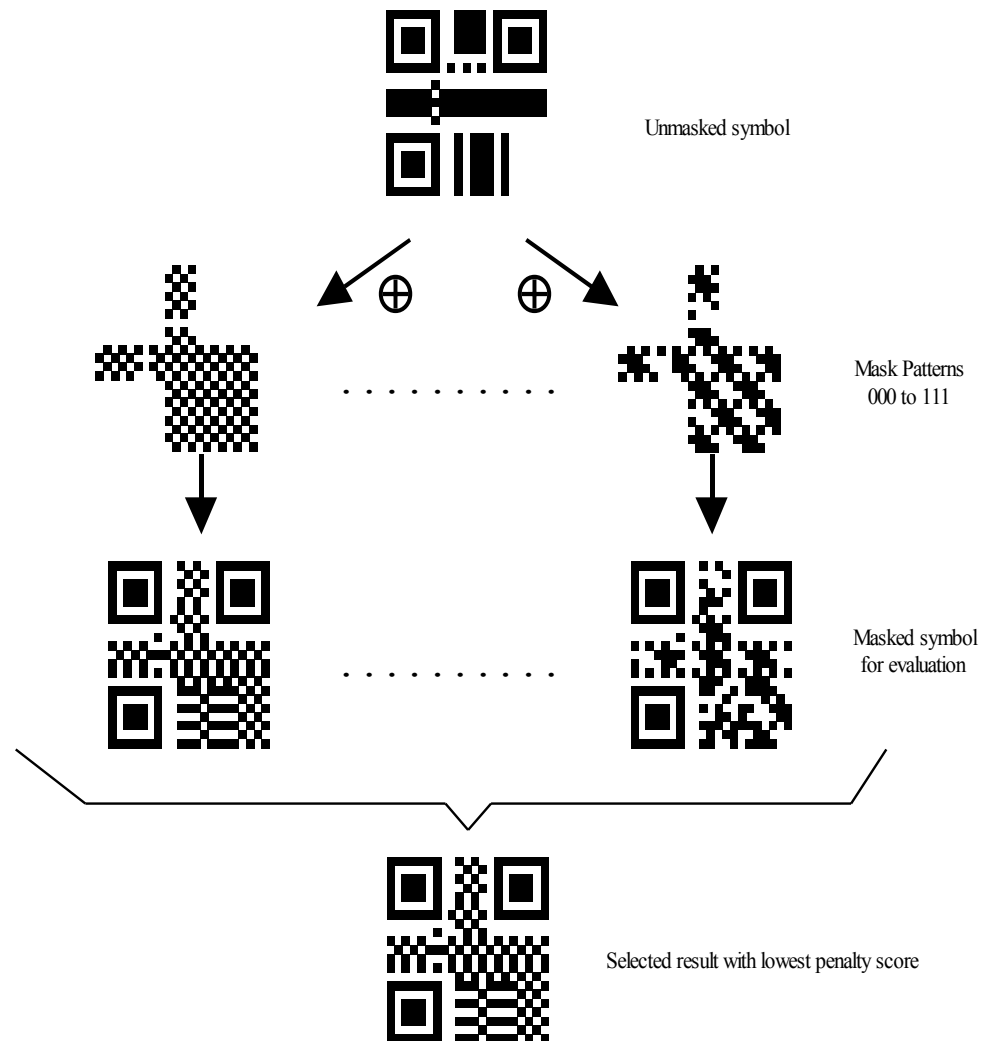 Unmasked symbol
Mask Patterns
000 to 111
Masked symbol
for evaluation
Selected result with lowest penalty score